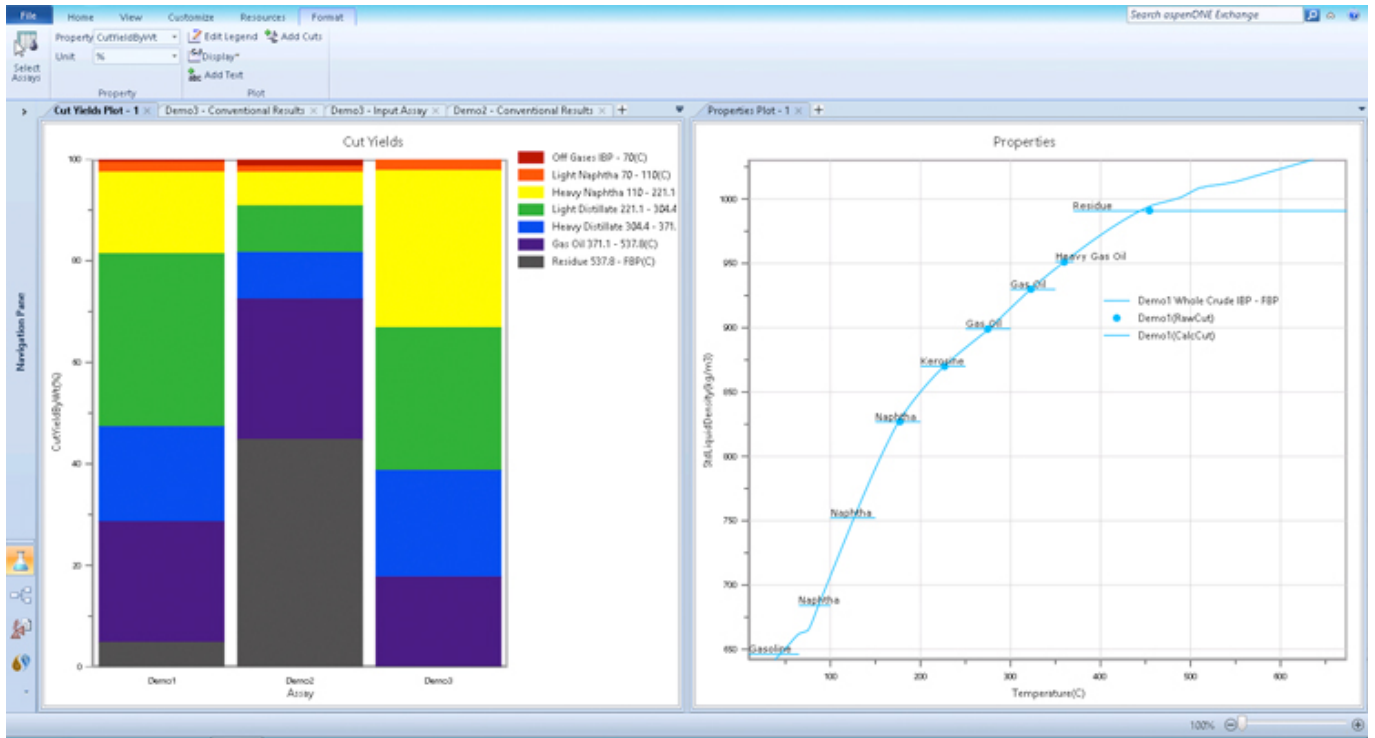 File Home View Customize Resources Format
Search aspenONE Exchange
Select Assays
Property CutYieldByWt
Unit %
Edit Legend Add Cuts
Display
Add Text
Property Plot
Cut Yields Plot - 1 Demo3 - Conventional Results Demo3 - Input Assay Demo2 - Conventional Results +
Properties Plot - 1 +
Navigation Pane
Cut Yields
CutYieldByWt(%)
100
80
60
40
20
0
Demo1 Demo2 Demo3
Assay
Off Gases IBP - 70(C)
Light Naphtha 70 - 110(C)
Heavy Naphtha 110 - 221.1
Light Distillate 221.1 - 304.4
Heavy Distillate 304.4 - 371.
Gas Oil 371.1 - 537.8(C)
Residue 537.8 - FBP(C)
Properties
StdLiquidDensity(kg/m3)
1000
950
900
850
800
750
700
650
Residue
Heavy Gas Oil
Gas Oil
Gas Oil
Kerosine
Naphtha
Naphtha
Naphtha
Gasoline
Demo1 Whole Crude IBP - FBP
Demo1(RawCut)
Demo1(CalcCut)
100 200 300 400 500 600
Temperature(C)
100%